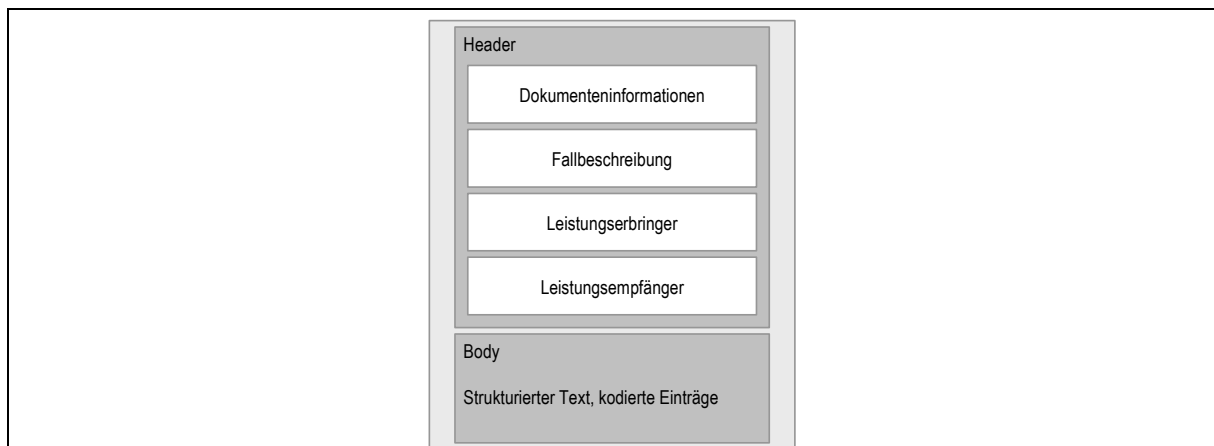 Header
Dokumenteninformationen
Fallbeschreibung
Leistungserbringer
Leistungsempfänger
Body
Strukturierter Text, kodierte Einträge